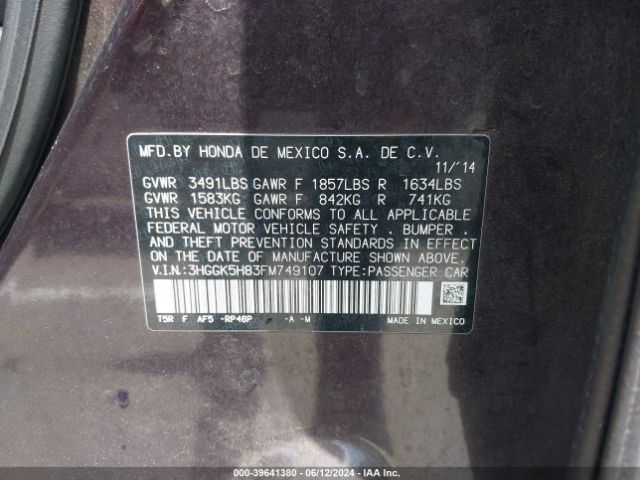 MFD.BY HONDA DE MEXICO S.A. DE C.V.
11/'14
GVWR 3491LBS GAWR F 1857LBS R 1634LBS
GVWR 1583KG GAWR F 842KG R 741KG
THIS VEHICLE CONFORMS TO ALL APPLICABLE
FEDERAL MOTOR VEHICLE SAFETY . BUMPER .
AND THEFT PREVENTION STANDARDS IN EFFECT
ON THE DATE OF MANUFACTURE SHOWN ABOVE.
V.I.N.:3HGGK5H83FM749107 TYPE:PASSENGER CAR
T5R F AF5 -RP48P -A -M MADE IN MEXICO
000-39641380 - 06/12/2024 - IAA Inc.